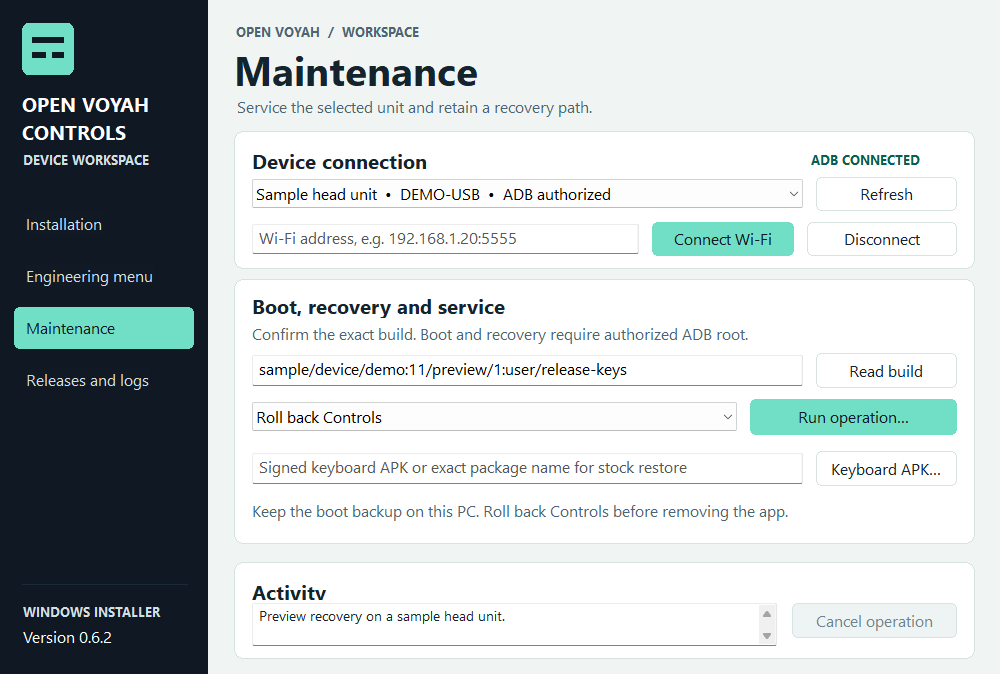 OPEN VOYAH
CONTROLS
DEVICE WORKSPACE
Installation
Engineering menu
Maintenance
Releases and logs
WINDOWS INSTALLER
Version 0.6.2
OPEN VOYAH / WORKSPACE
Maintenance
Service the selected unit and retain a recovery path.
Device connection
ADB CONNECTED
Sample head unit • DEMO-USB • ADB authorized
Refresh
Wi-Fi address, e.g. 192.168.1.20:5555
Connect Wi-Fi
Disconnect
Boot, recovery and service
Confirm the exact build. Boot and recovery require authorized ADB root.
sample/device/demo:11/preview/1:user/release-keys
Read build
Roll back Controls
Run operation...
Signed keyboard APK or exact package name for stock restore
Keyboard APK...
Keep the boot backup on this PC. Roll back Controls before removing the app.
Activity
Preview recovery on a sample head unit.
Cancel operation